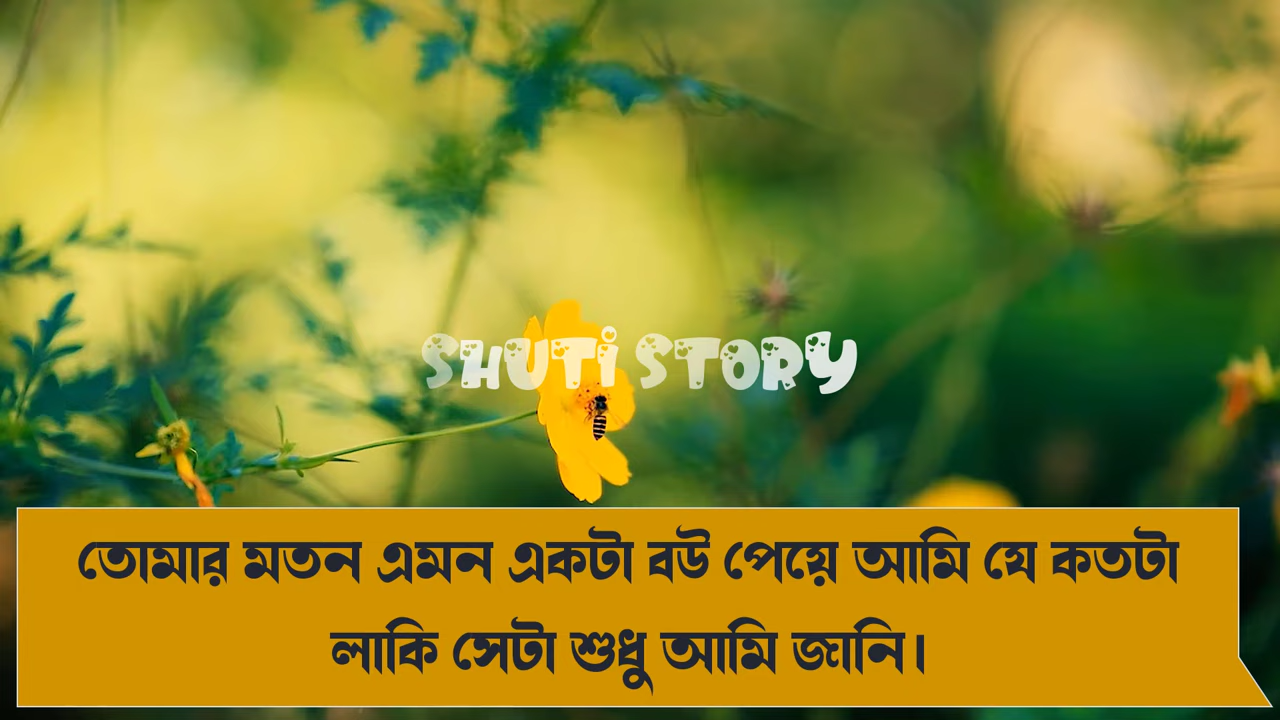 SHUTI STORY
তোমার মতন এমন একটা বউ পেয়ে আমি যে কতটা
লাকি সেটা শুধু আমি জানি।